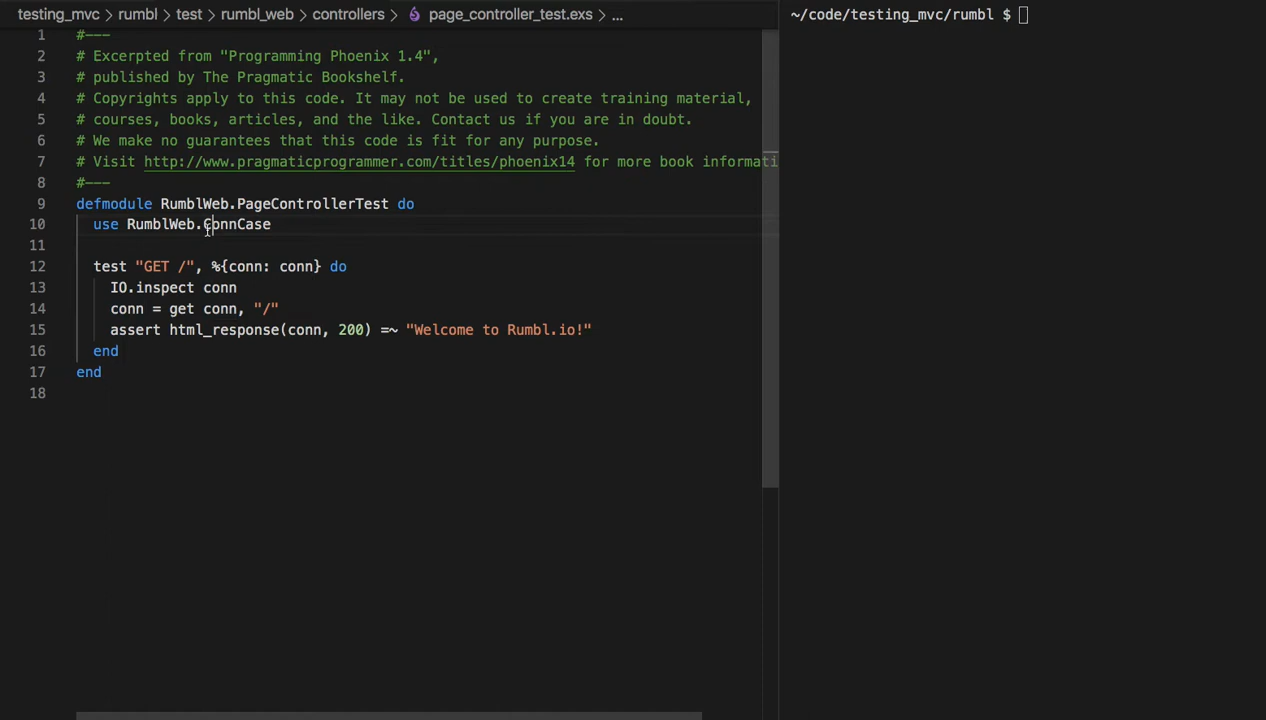 testing_mvc > rumbl > test > rumbl_web > controllers > page_controller_test.exs > ...
~/code/testing_mvc/rumbl $
1 #---
2 # Excerpted from "Programming Phoenix 1.4",
3 # published by The Pragmatic Bookshelf.
4 # Copyrights apply to this code. It may not be used to create training material,
5 # courses, books, articles, and the like. Contact us if you are in doubt.
6 # We make no guarantees that this code is fit for any purpose.
7 # Visit http://www.pragmaticprogrammer.com/titles/phoenix14 for more book informati
8 #---
9 defmodule RumblWeb.PageControllerTest do
10 use RumblWeb.ConnCase
11
12 test "GET /", %{conn: conn} do
13 IO.inspect conn
14 conn = get conn, "/"
15 assert html_response(conn, 200) =~ "Welcome to Rumbl.io!"
16 end
17 end
18